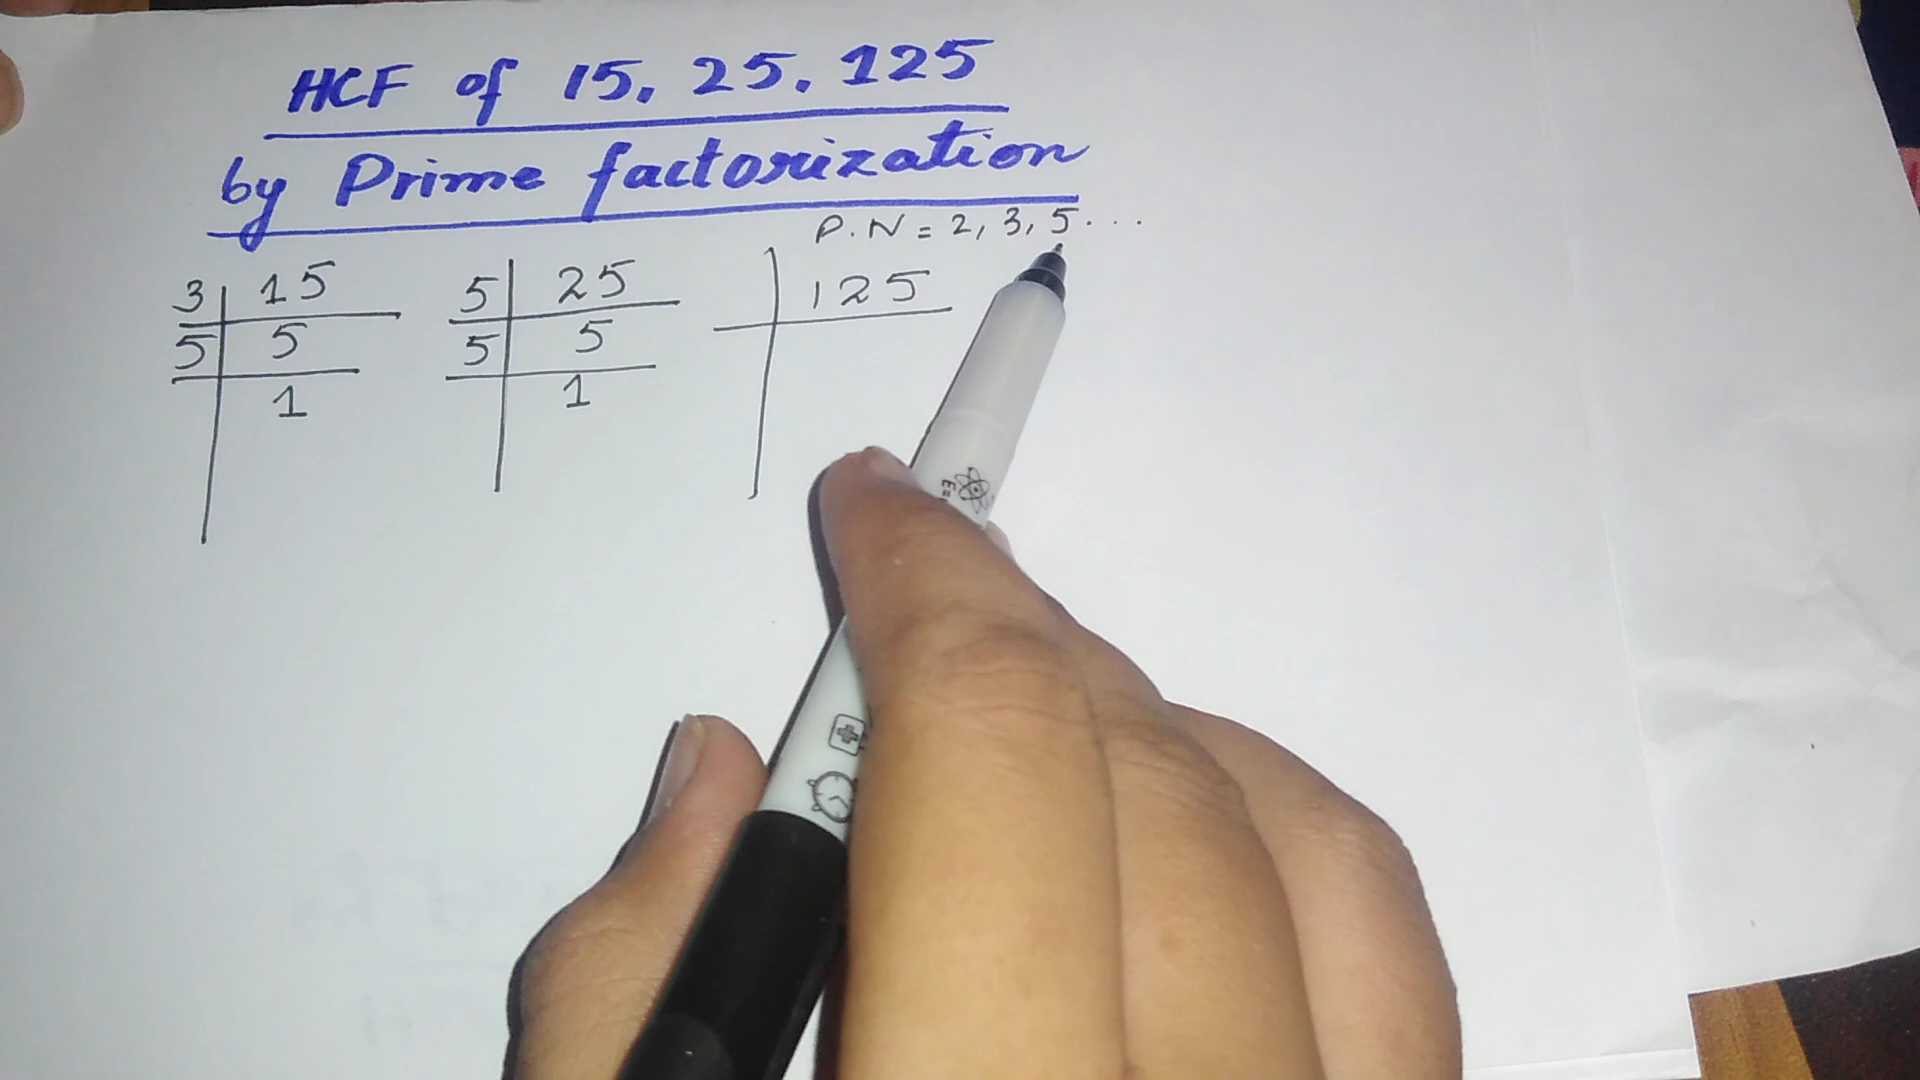 HCF of 15, 25, 125
by Prime factorization
P.N = 2, 3, 5...
3 | 15
5 | 5
1
5 | 25
5 | 5
1
125